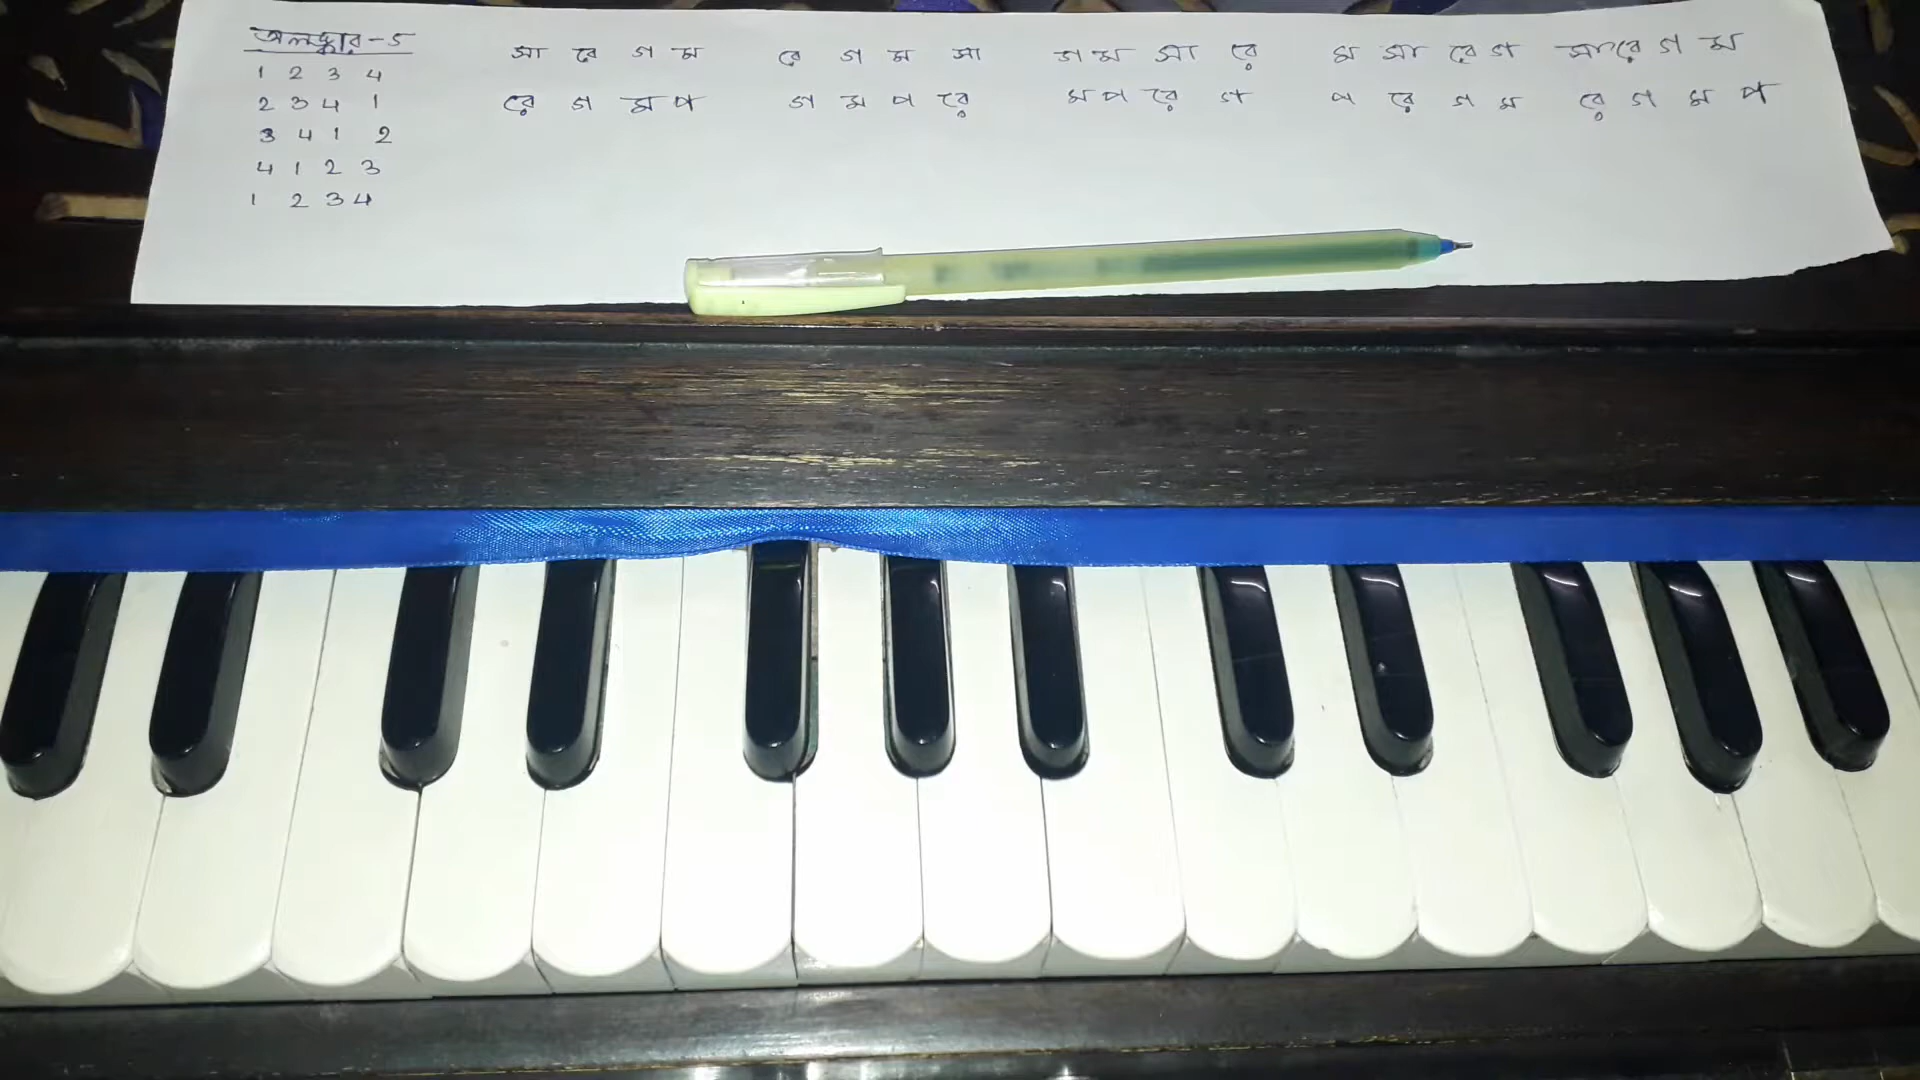 অলঙ্কার-5
1 2 3 4
2 3 4 1
3 4 1 2
4 1 2 3
1 2 3 4
সা রে গ ম রে গ ম সা গ ম সা রে ম সা রে গ সা রে গ ম
রে গ ম প গ ম প রে ম প রে গ প রে গ ম রে গ ম প